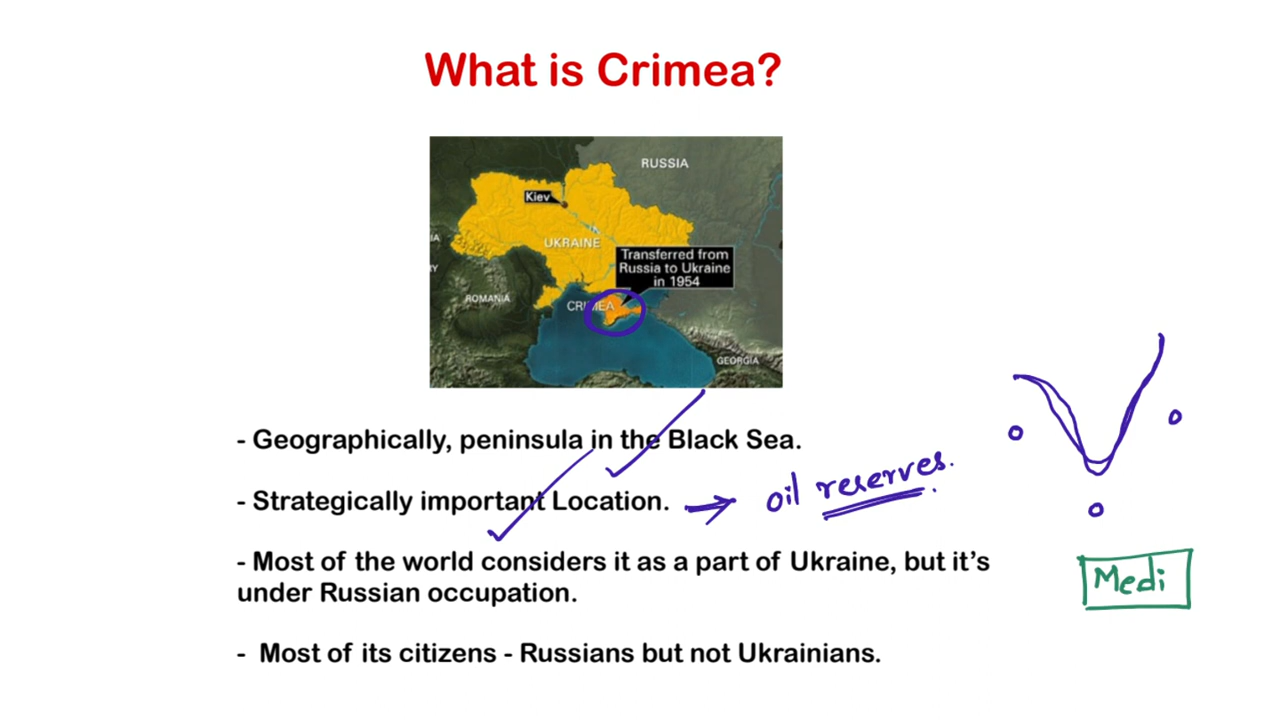 What is Crimea?
RUSSIA
Kiev
IA
UKRAINE
Transferred from
Russia to Ukraine
in 1954
RY
ROMANIA
CRIMEA
GEORGIA
- Geographically, peninsula in the Black Sea.
- Strategically important Location. → oil reserves.
- Most of the world considers it as a part of Ukraine, but it’s
under Russian occupation.
- Most of its citizens - Russians but not Ukrainians.
Medi